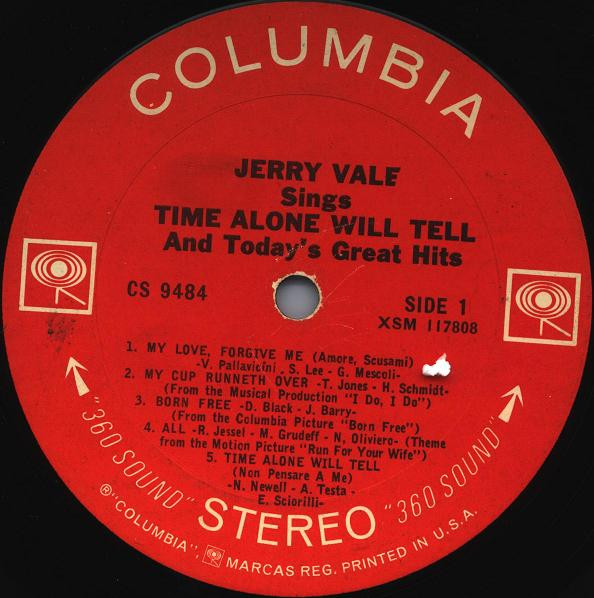 COLUMBIA
JERRY VALE
Sings
TIME ALONE WILL TELL
And Today's Great Hits
CS 9484
SIDE 1
XSM 117808
1. MY LOVE, FORGIVE ME (Amore, Scusami)
-V. Pallavicini - S. Lee - G. Mescoli-
2. MY CUP RUNNETH OVER -T. Jones - H. Schmidt-
(From the Musical Production "I Do, I Do")
3. BORN FREE -D. Black - J. Barry-
(From the Columbia Picture "Born Free")
4. ALL -R. Jessel - M. Grudeff - N. Oliviero- (Theme
from the Motion Picture "Run For Your Wife")
5. TIME ALONE WILL TELL
(Non Pensare A Me)
-N. Newell - A. Testa -
E. Sciorilli-
"360 SOUND" STEREO "360 SOUND"
®"COLUMBIA", MARCAS REG. PRINTED IN U.S.A.